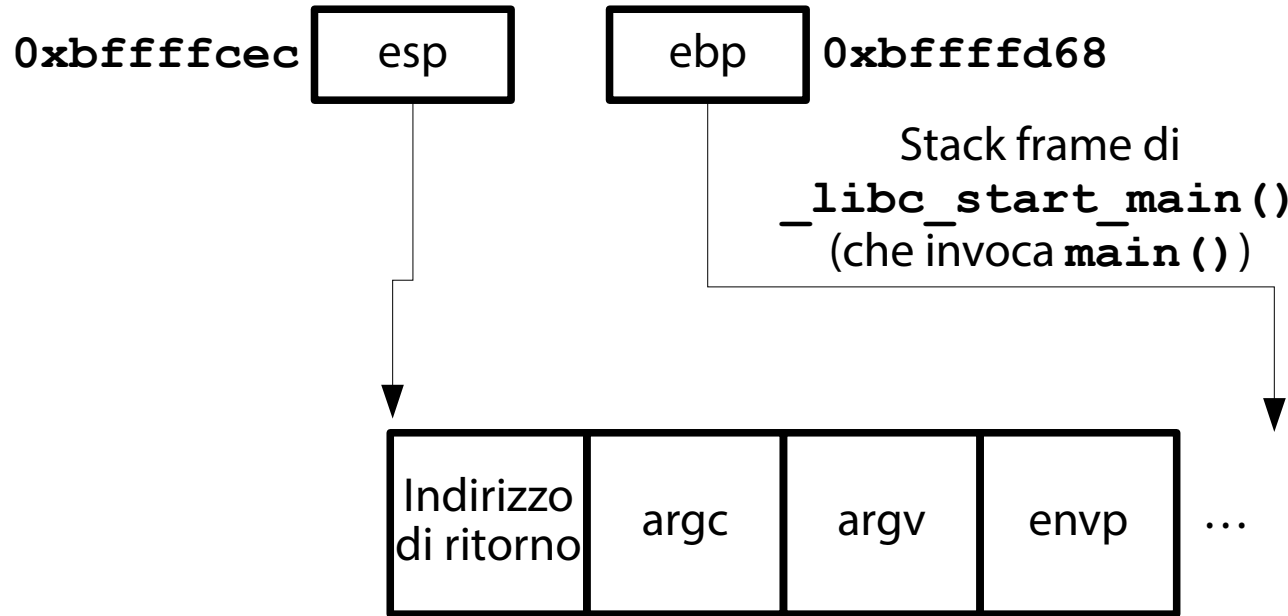 0xbffffcec esp ebp 0xbffffd68
Stack frame di
_libc_start_main()
(che invoca main())
Indirizzo
di ritorno argc argv envp ...